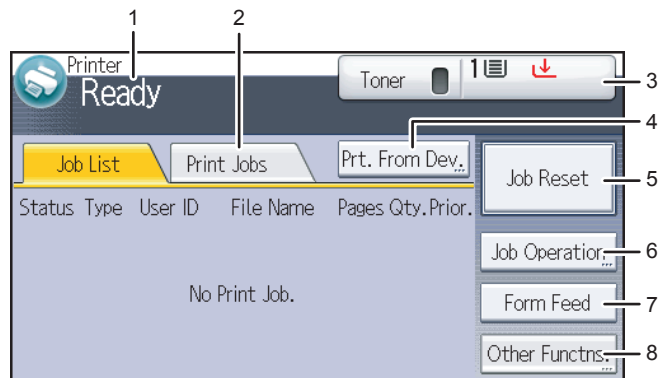 1 2
Printer
Ready
Toner 1
3
4
Job List Print Jobs Prt. From Dev...
Job Reset 5
Status Type User ID File Name Pages Qty. Prior.
Job Operation... 6
No Print Job.
Form Feed 7
Other Functns... 8